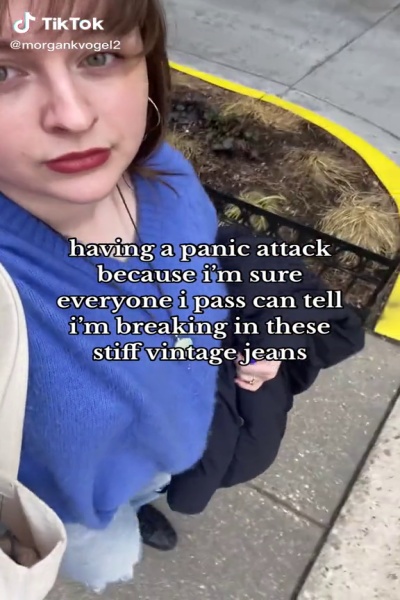 TikTok
@morgankvogel2
having a panic attack
because i'm sure
everyone i pass can tell
i'm breaking in these
stiff vintage jeans